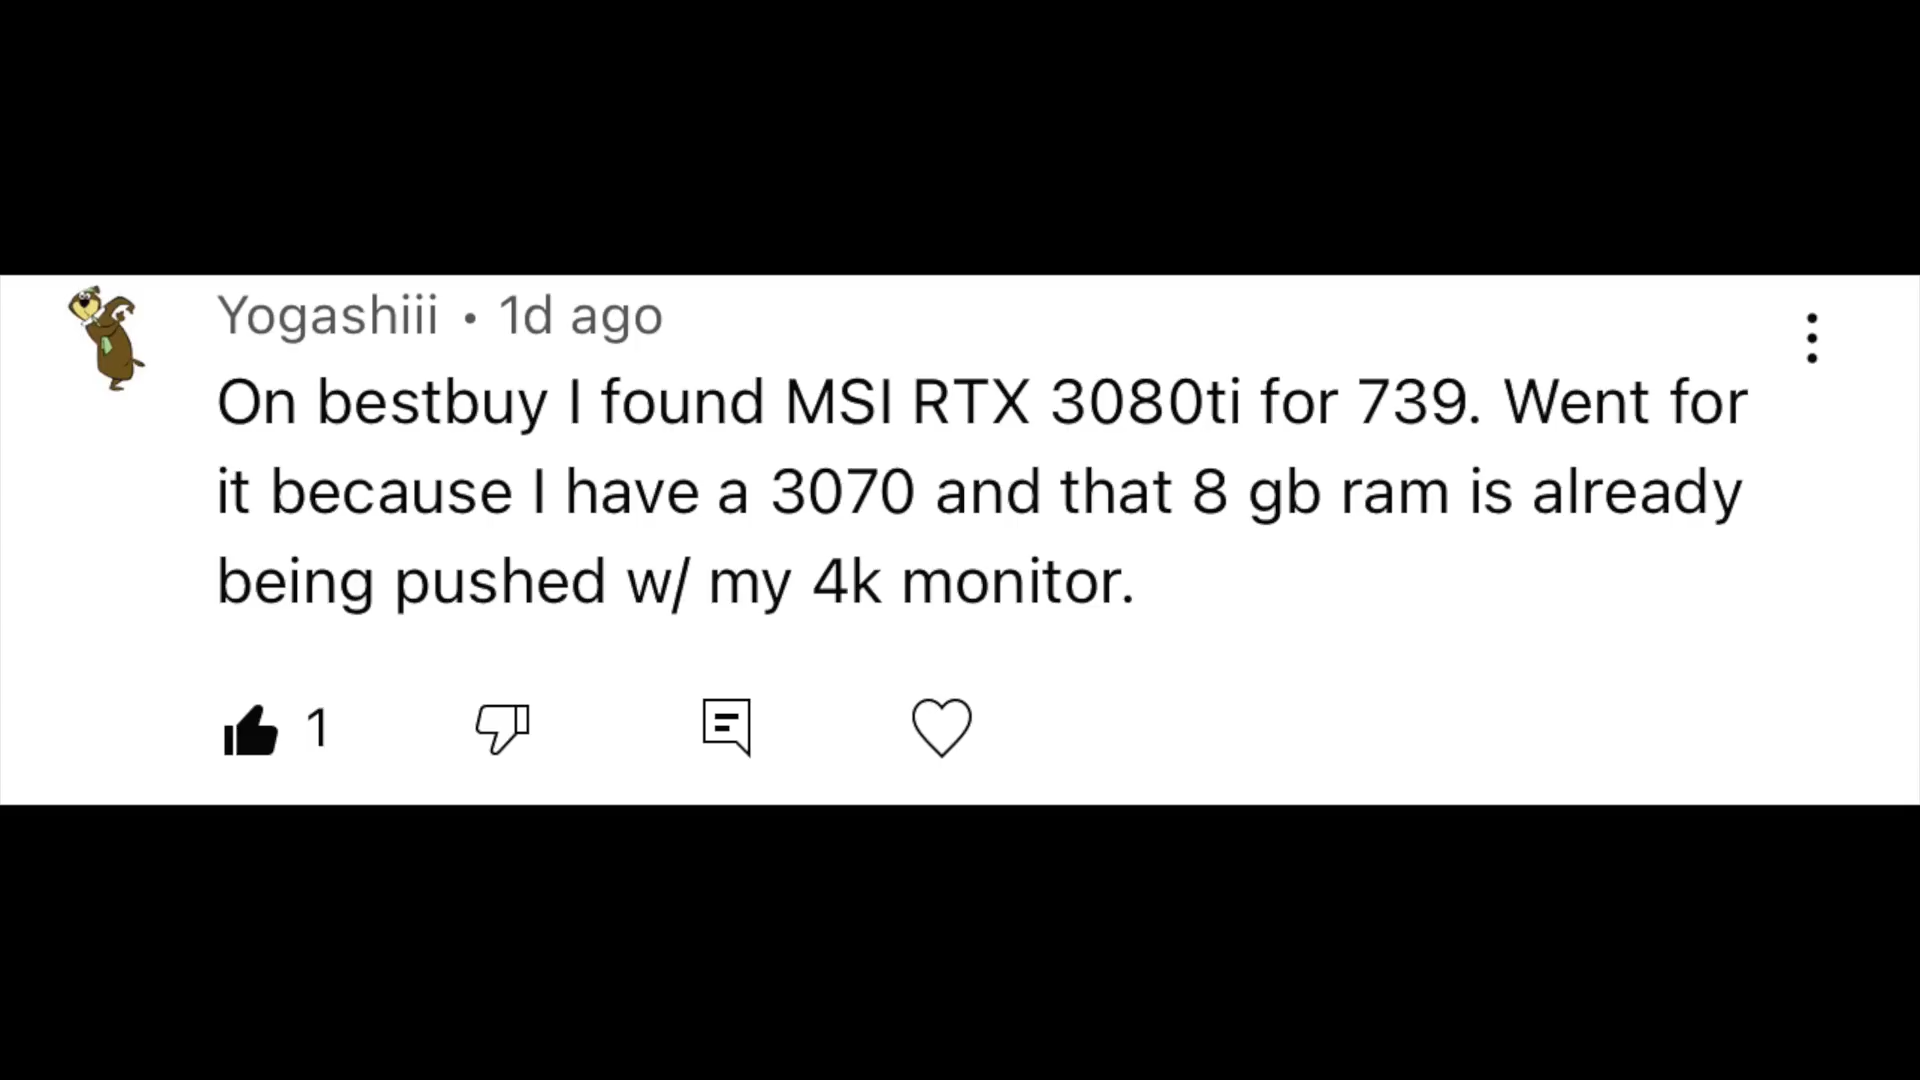 Yogashiii • 1d ago
On bestbuy I found MSI RTX 3080ti for 739. Went for
it because I have a 3070 and that 8 gb ram is already
being pushed w/ my 4k monitor.
1